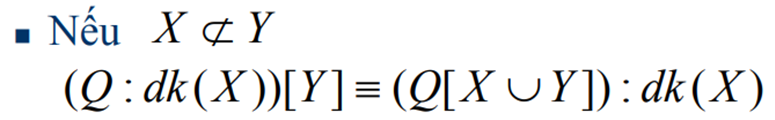 ▪ Nếu X ⊄ Y
(Q : dk(X))[Y] ≡ (Q[X ∪ Y]) : dk(X)